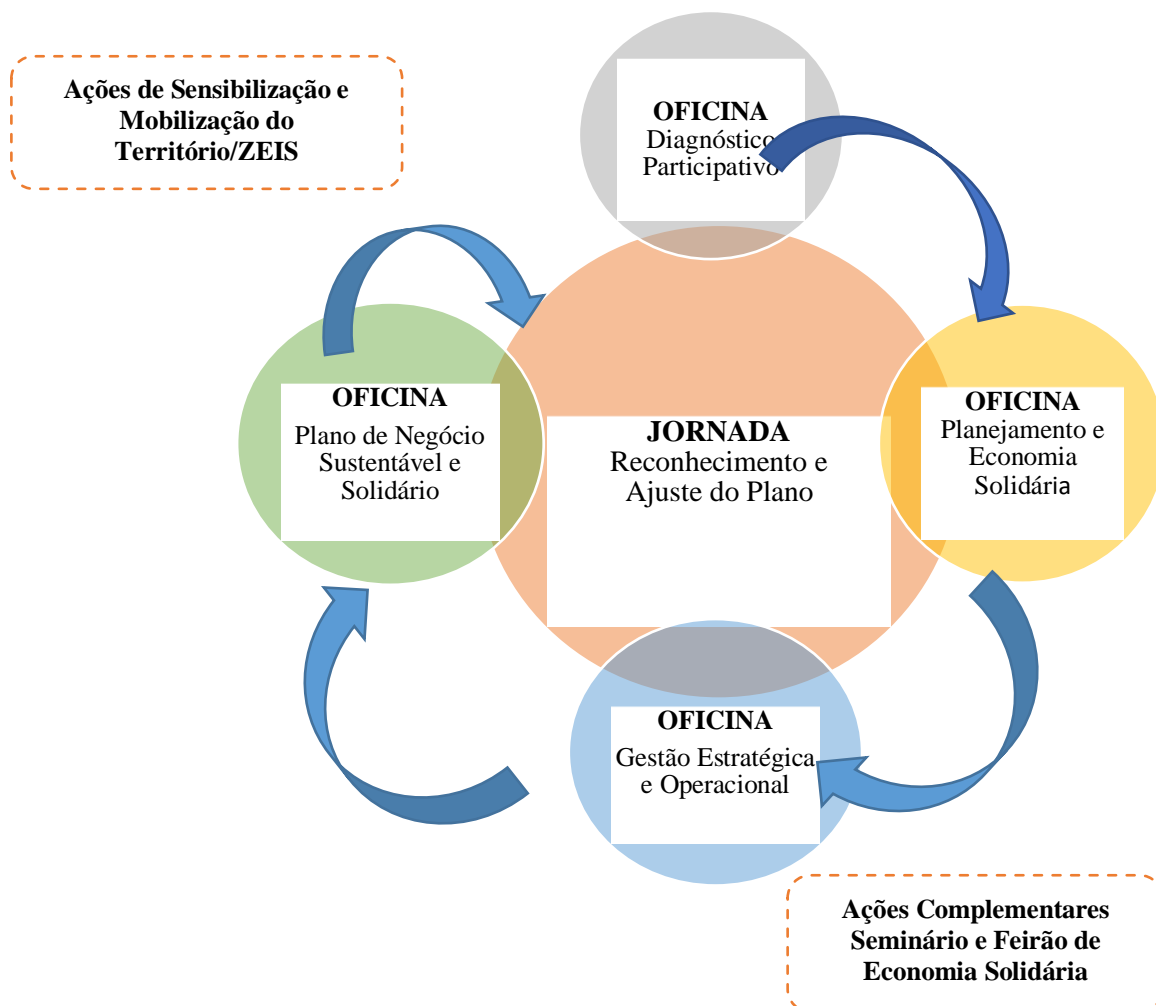 Ações de Sensibilização e
Mobilização do
Território/ZEIS
OFICINA
Diagnóstico
Participativo
OFICINA
Plano de Negócio
Sustentável e
Solidário
JORNADA
Reconhecimento e
Ajuste do Plano
OFICINA
Planejamento e
Economia
Solidária
OFICINA
Gestão Estratégica
e Operacional
Ações Complementares
Seminário e Feirão de
Economia Solidária